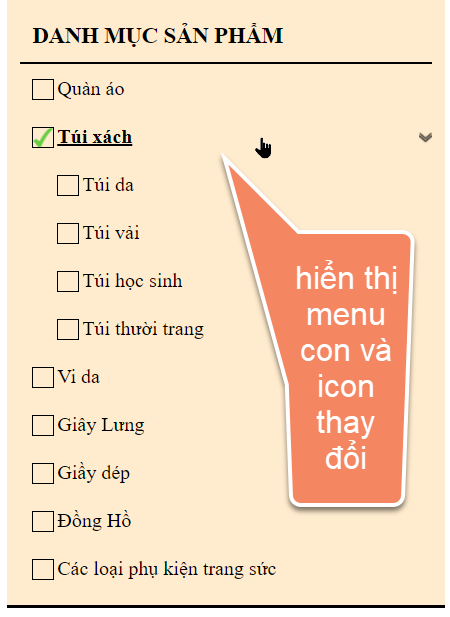 DANH MỤC SẢN PHẨM
Quàn áo
Túi xách
Túi da
Túi vải
Túi học sinh
Túi thười trang
Vi da
Giây Lưng
Giầy dép
Đồng Hồ
Các loại phụ kiện trang sức
hiển thị
menu
con và
icon
thay
đổi